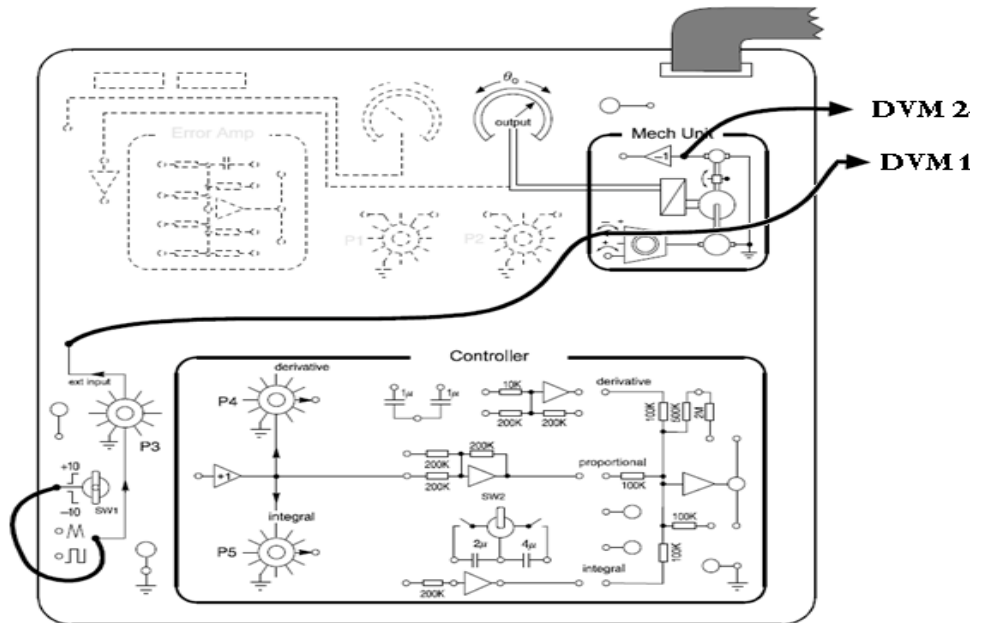 DVM 2
DVM 1
θo
output
Error Amp
Mech Unit
–1
P1
P2
+
–
+
–
ext input
P3
+10
–10
SW1
Controller
derivative
P4
1μ
1μ
10K
200K
200K
derivative
100K
500K
2M
+1
200K
200K
200K
proportional
100K
SW2
integral
P5
2μ
4μ
100K
100K
integral
200K